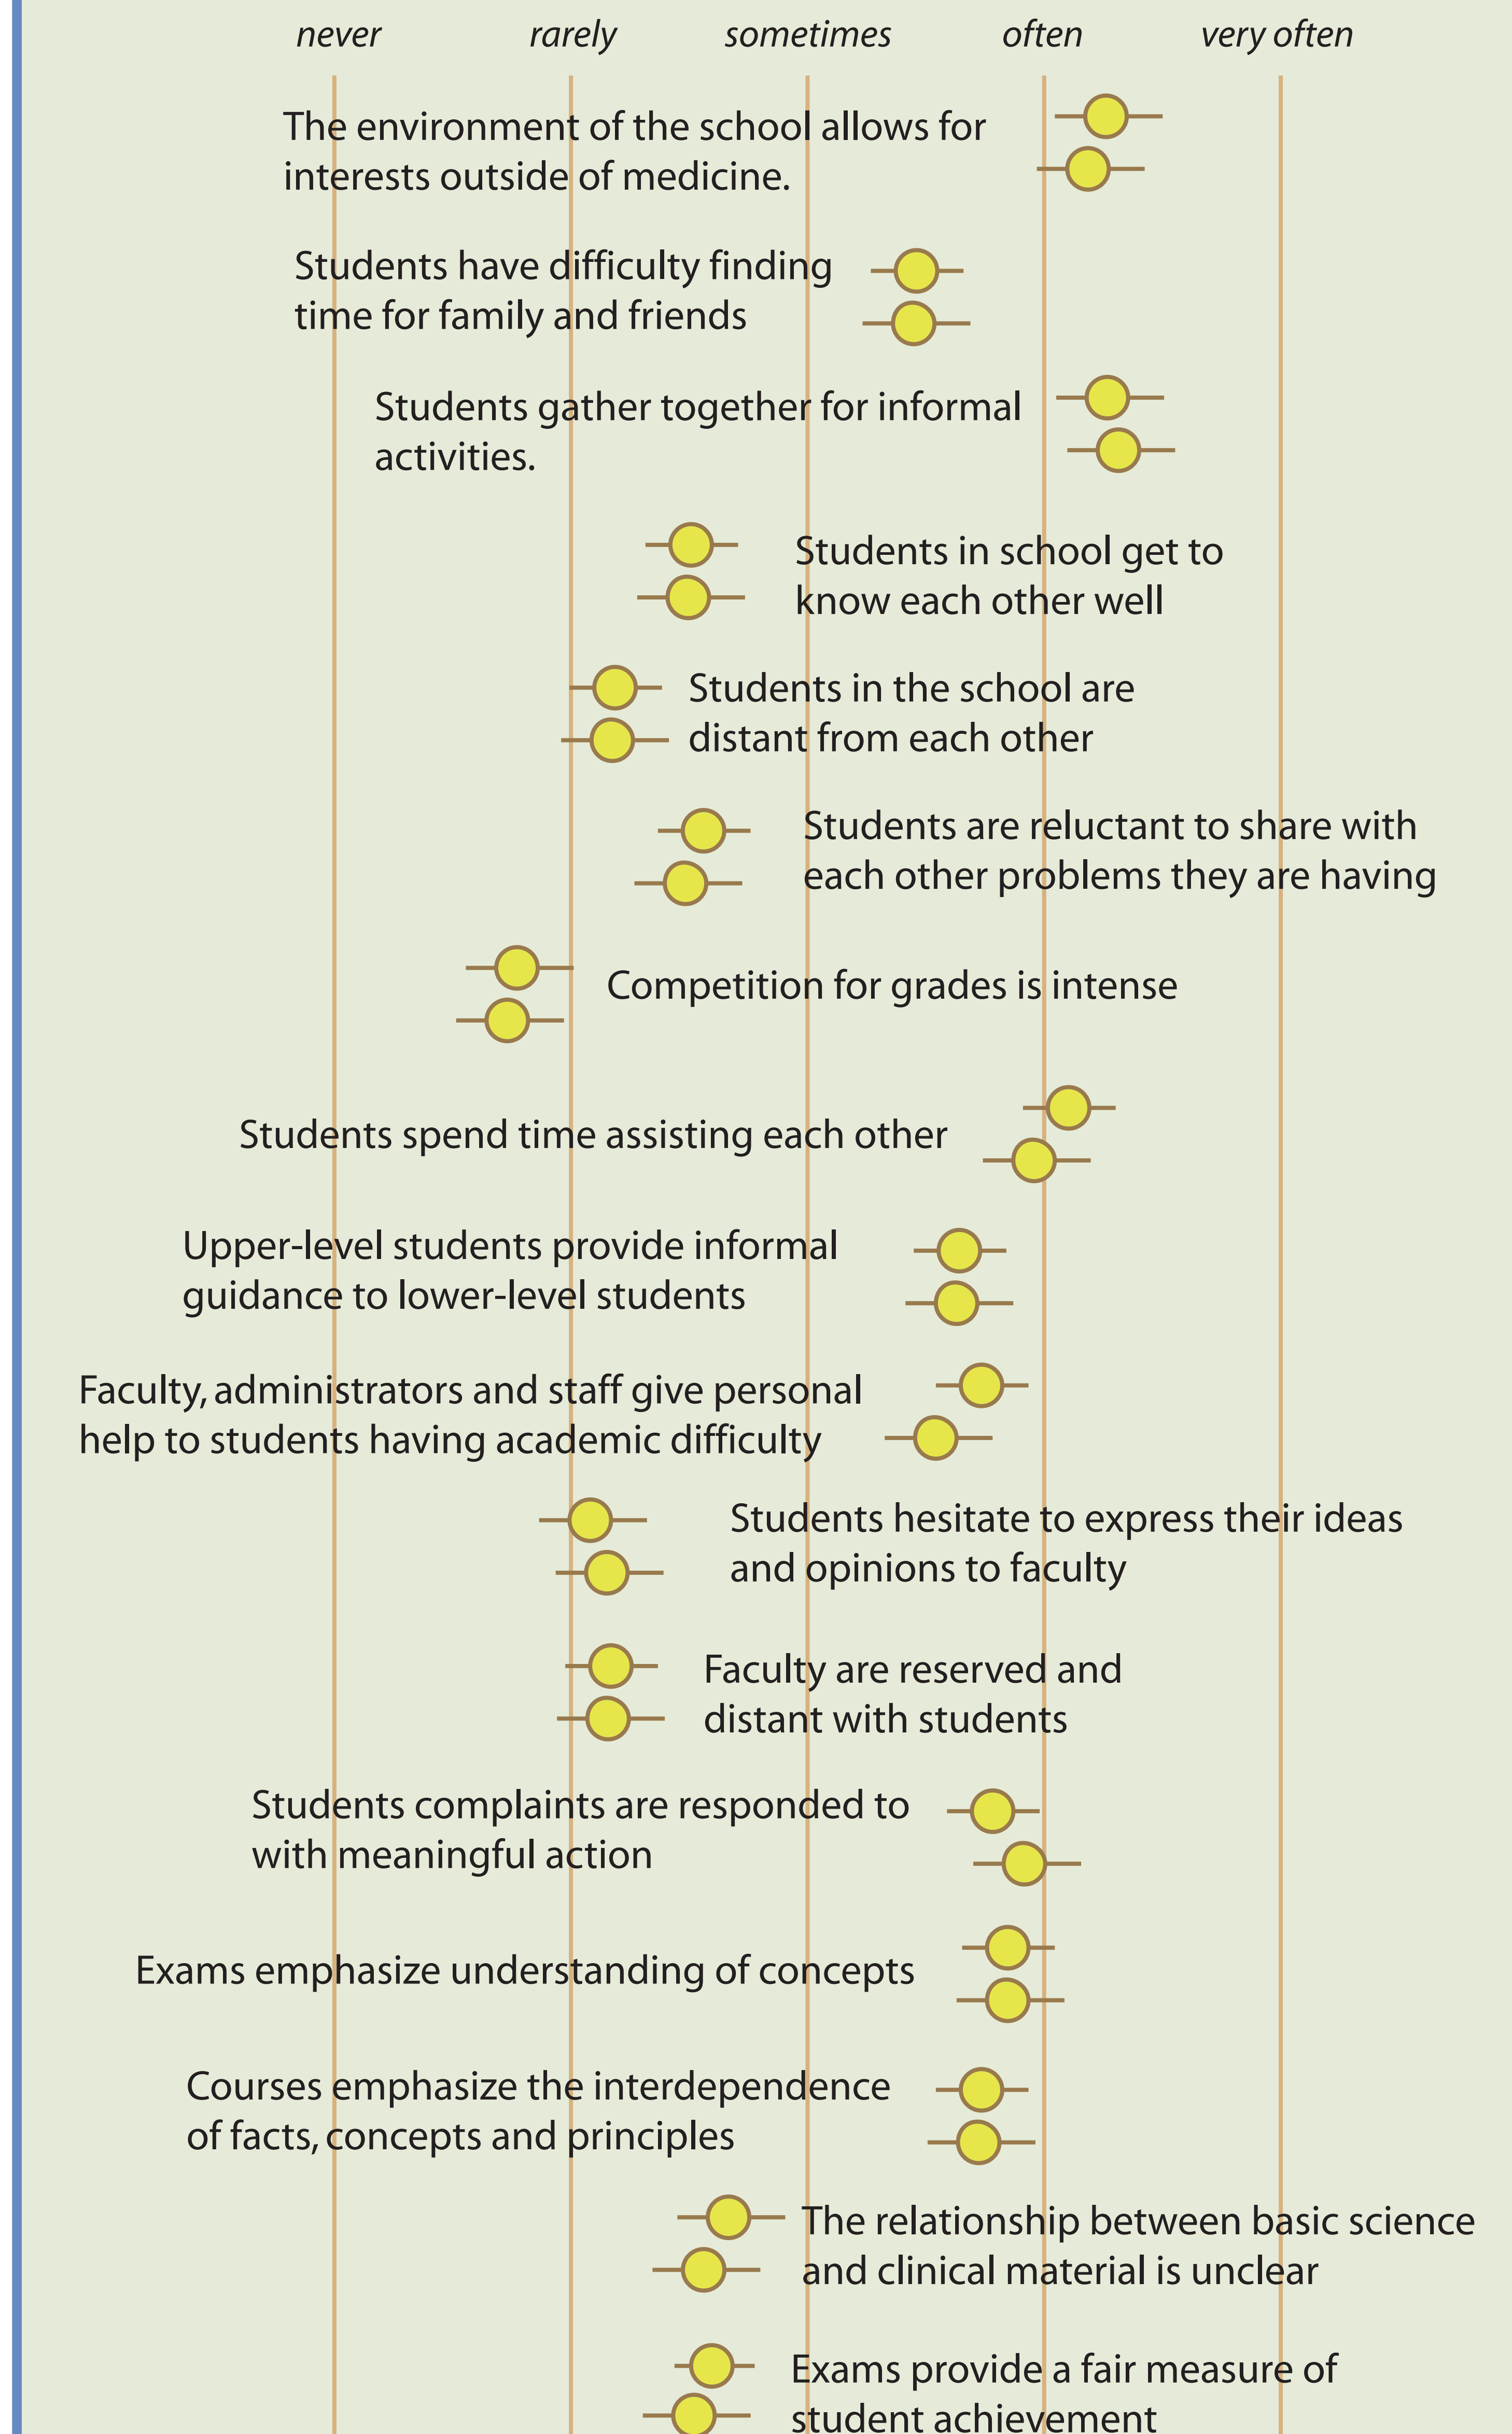 never rarely sometimes often very often
The environment of the school allows for
interests outside of medicine.
Students have difficulty finding
time for family and friends
Students gather together for informal
activities.
Students in school get to
know each other well
Students in the school are
distant from each other
Students are reluctant to share with
each other problems they are having
Competition for grades is intense
Students spend time assisting each other
Upper-level students provide informal
guidance to lower-level students
Faculty, administrators and staff give personal
help to students having academic difficulty
Students hesitate to express their ideas
and opinions to faculty
Faculty are reserved and
distant with students
Students complaints are responded to
with meaningful action
Exams emphasize understanding of concepts
Courses emphasize the interdependence
of facts, concepts and principles
The relationship between basic science
and clinical material is unclear
Exams provide a fair measure of
student achievement